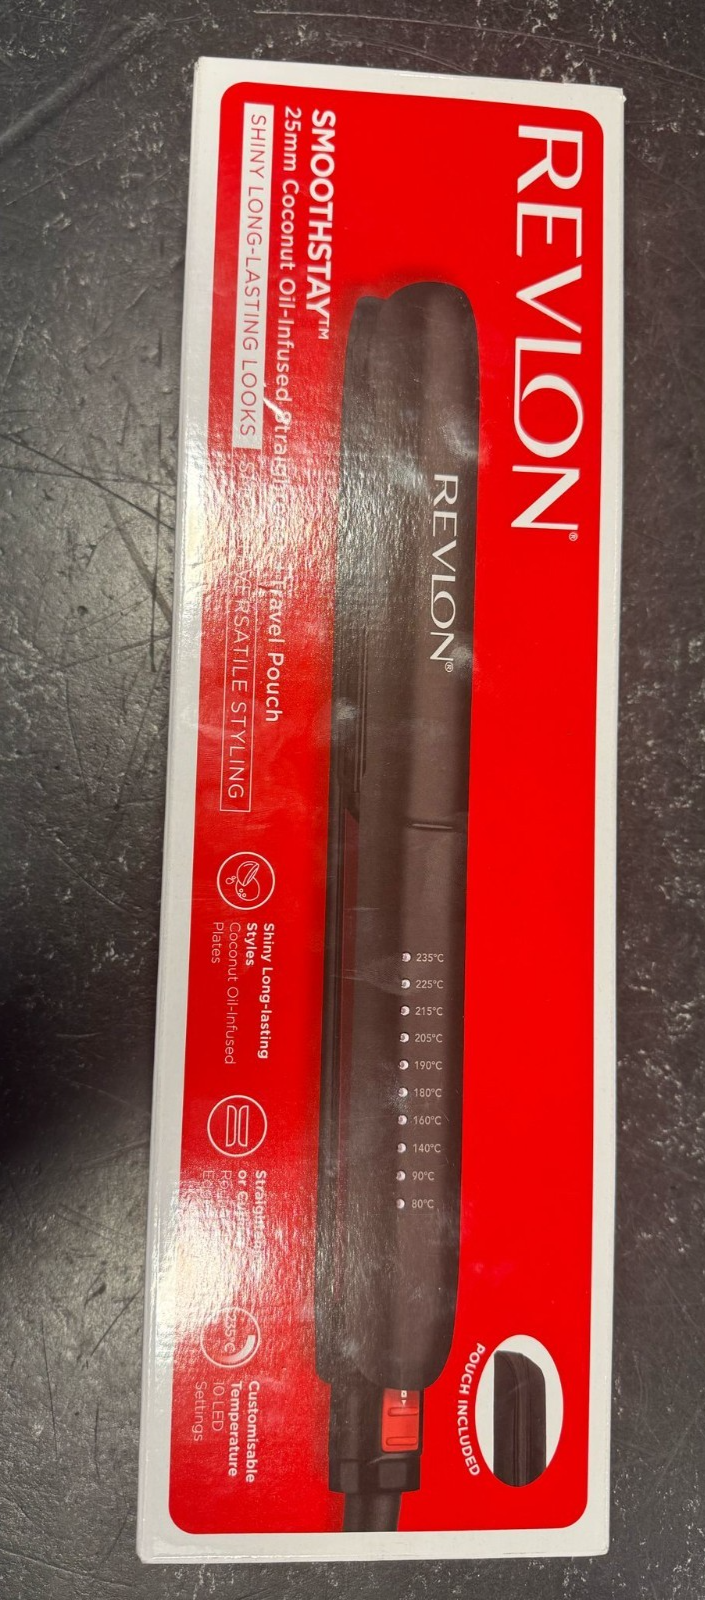 REVLON®
REVLON®
235°C
225°C
215°C
205°C
190°C
180°C
160°C
140°C
90°C
80°C
POUCH INCLUDED
SMOOTHSTAY™
25mm Coconut Oil-Infused Straightener + Travel Pouch
SHINY LONG-LASTING LOOKS
VERSATILE STYLING
Shiny Long-lasting
Styles
Coconut Oil-Infused
Plates
or
235°C
Customisable
Temperature
10 LED
Settings